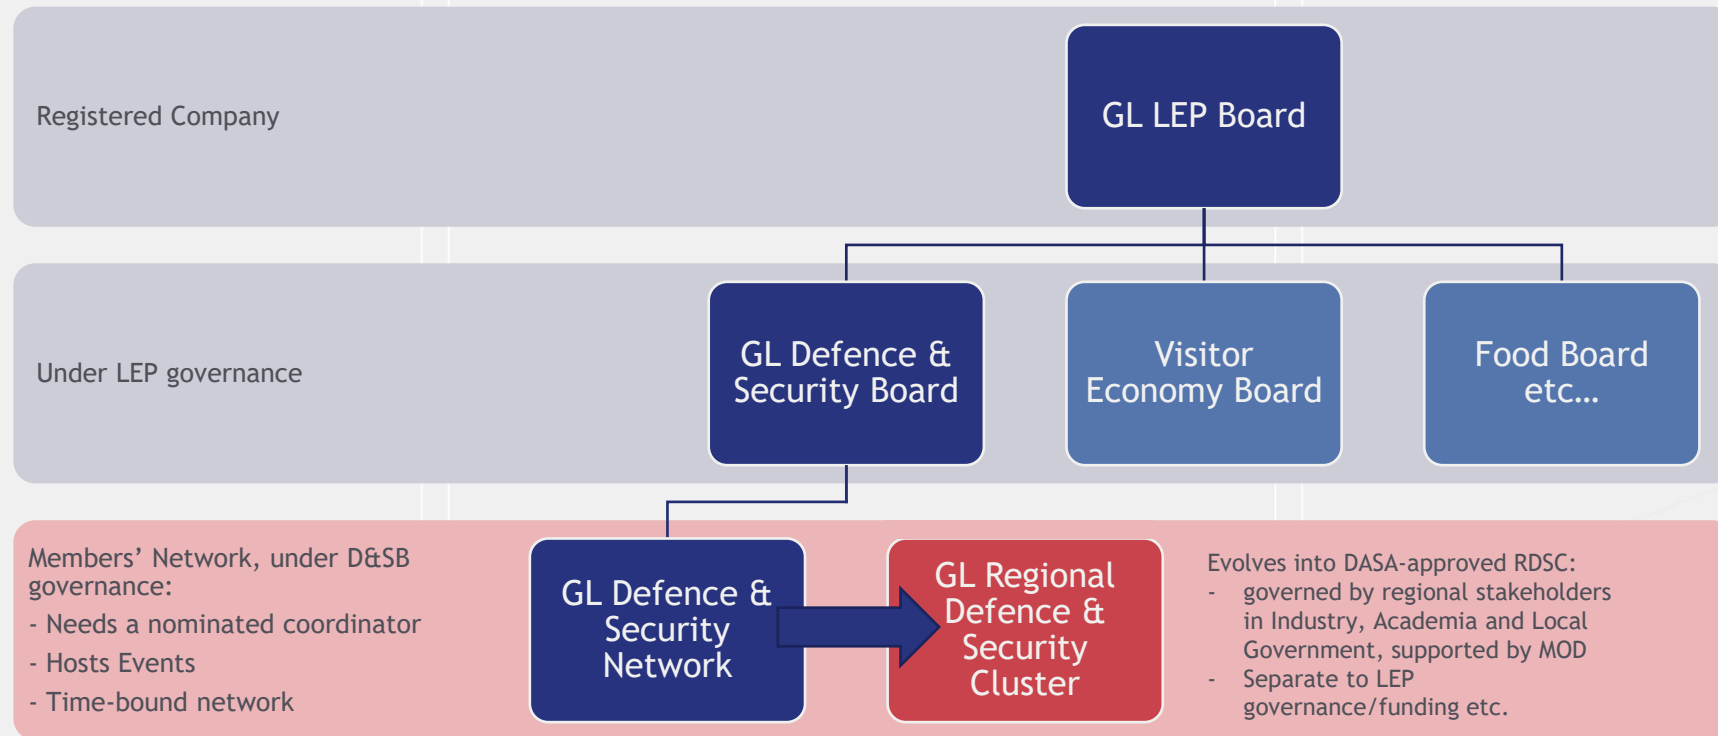 Registered Company
GL LEP Board
Under LEP governance
GL Defence &
Security Board
Visitor
Economy Board
Food Board
etc…
Members’ Network, under D&SB
governance:
- Needs a nominated coordinator
- Hosts Events
- Time-bound network
GL Defence &
Security
Network
GL Regional
Defence &
Security
Cluster
Evolves into DASA-approved RDSC:
- governed by regional stakeholders
in Industry, Academia and Local
Government, supported by MOD
- Separate to LEP
governance/funding etc.